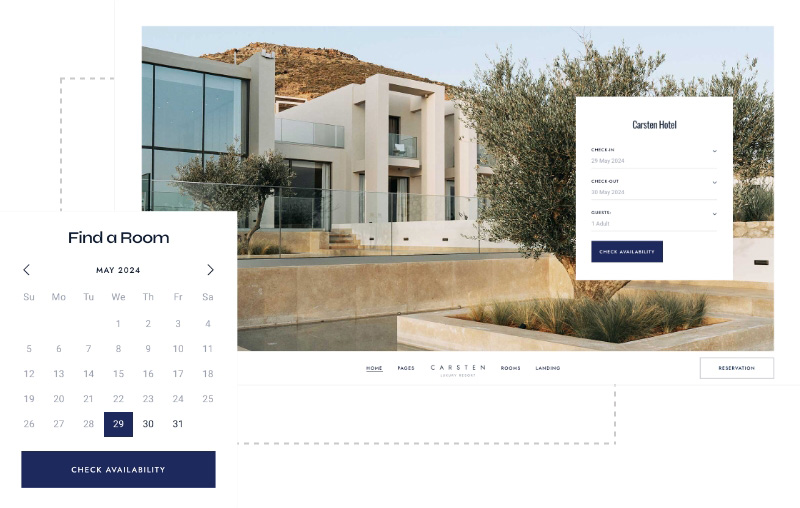 Carsten Hotel
CHECK-IN
29 May 2024
CHECK-OUT
30 May 2024
GUESTS:
1 Adult
CHECK AVAILABILITY
Find a Room
MAY 2024
Su Mo Tu We Th Fr Sa
1 2 3 4
5 6 7 8 9 10 11
12 13 14 15 16 17 18
19 20 21 22 23 24 25
26 27 28 29 30 31
CHECK AVAILABILITY
HOME PAGES CARSTEN ROOMS LANDING RESERVATION
LUXURY RESORT